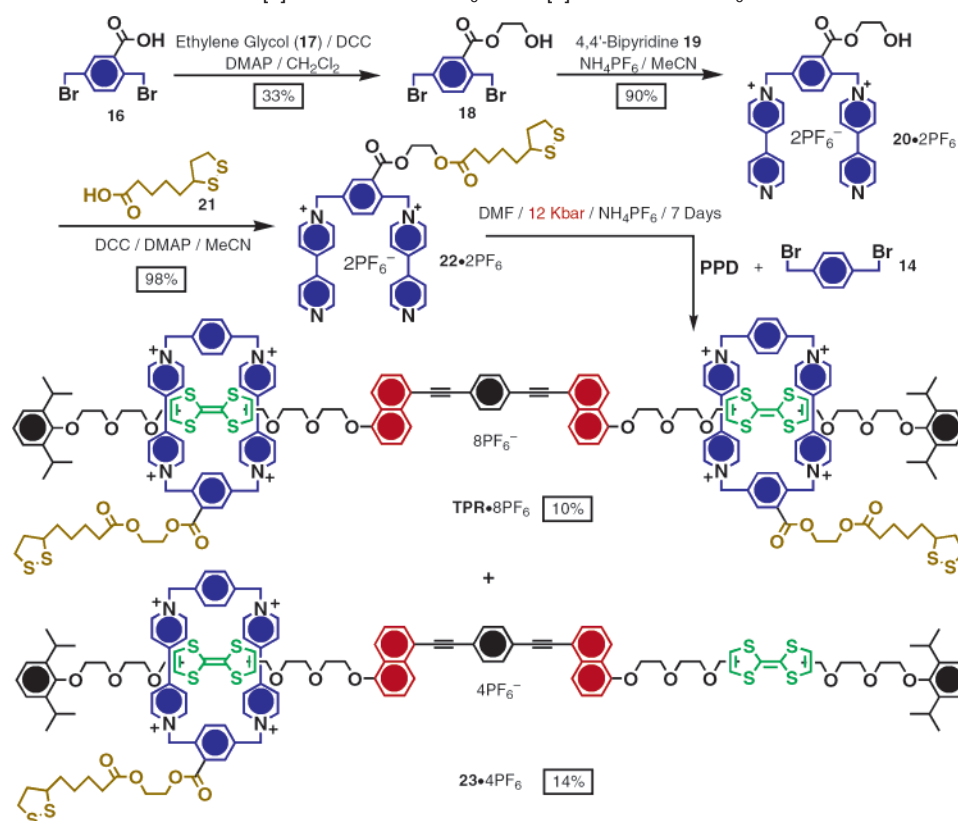 OH
O
Br
Br
16
Ethylene Glycol (17) / DCC
DMAP / CH2Cl2
33%
O
O
OH
Br
Br
18
4,4'-Bipyridine 19
NH4PF6 / MeCN
90%
O
O
OH
+
+
N
N
2PF6−
N
N
20•2PF6
O
HO
S
S
21
DCC / DMAP / MeCN
98%
O
O
O
O
S
S
+
+
N
N
2PF6−
N
N
22•2PF6
DMF / 12 Kbar / NH4PF6 / 7 Days
PPD +
Br
Br
14
+
N
N
+
S
S
S
S
O
O
O
O
O
O
+
N
N
+
8PF6−
O
O
O
+
N
N
+
S
S
S
S
O
O
O
+
N
N
+
TPR•8PF6 10%
O
O
O
O
S
S
O
O
O
O
S
S
+
+
N
N
+
S
S
S
S
O
O
O
O
O
O
+
N
N
+
4PF6−
O
O
O
S
S
S
S
O
O
O
O
O
O
O
S
S
23•4PF6 14%